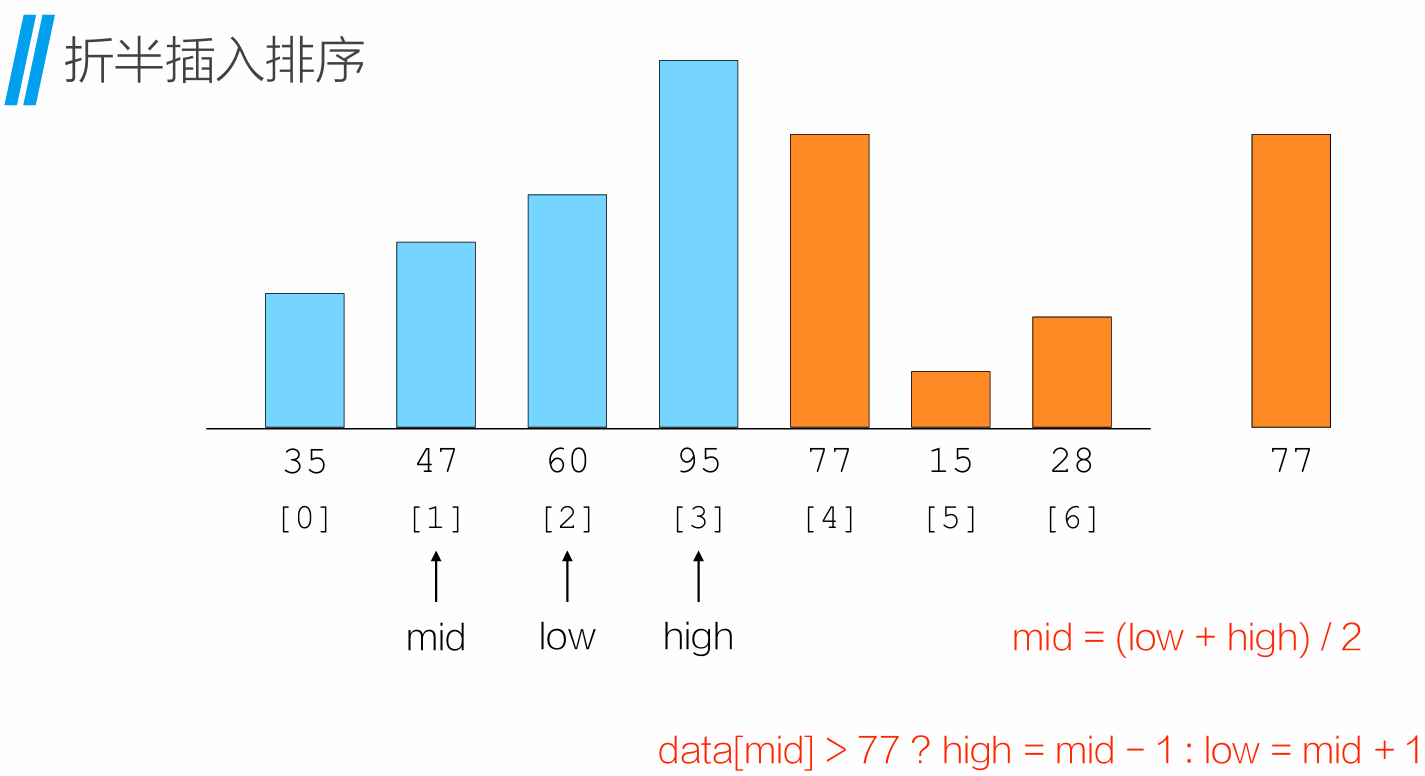 折半插入排序
35 47 60 95 77 15 28 77
[0] [1] [2] [3] [4] [5] [6]
mid low high mid = (low + high) / 2
data[mid] > 77 ? high = mid - 1 : low = mid + 1